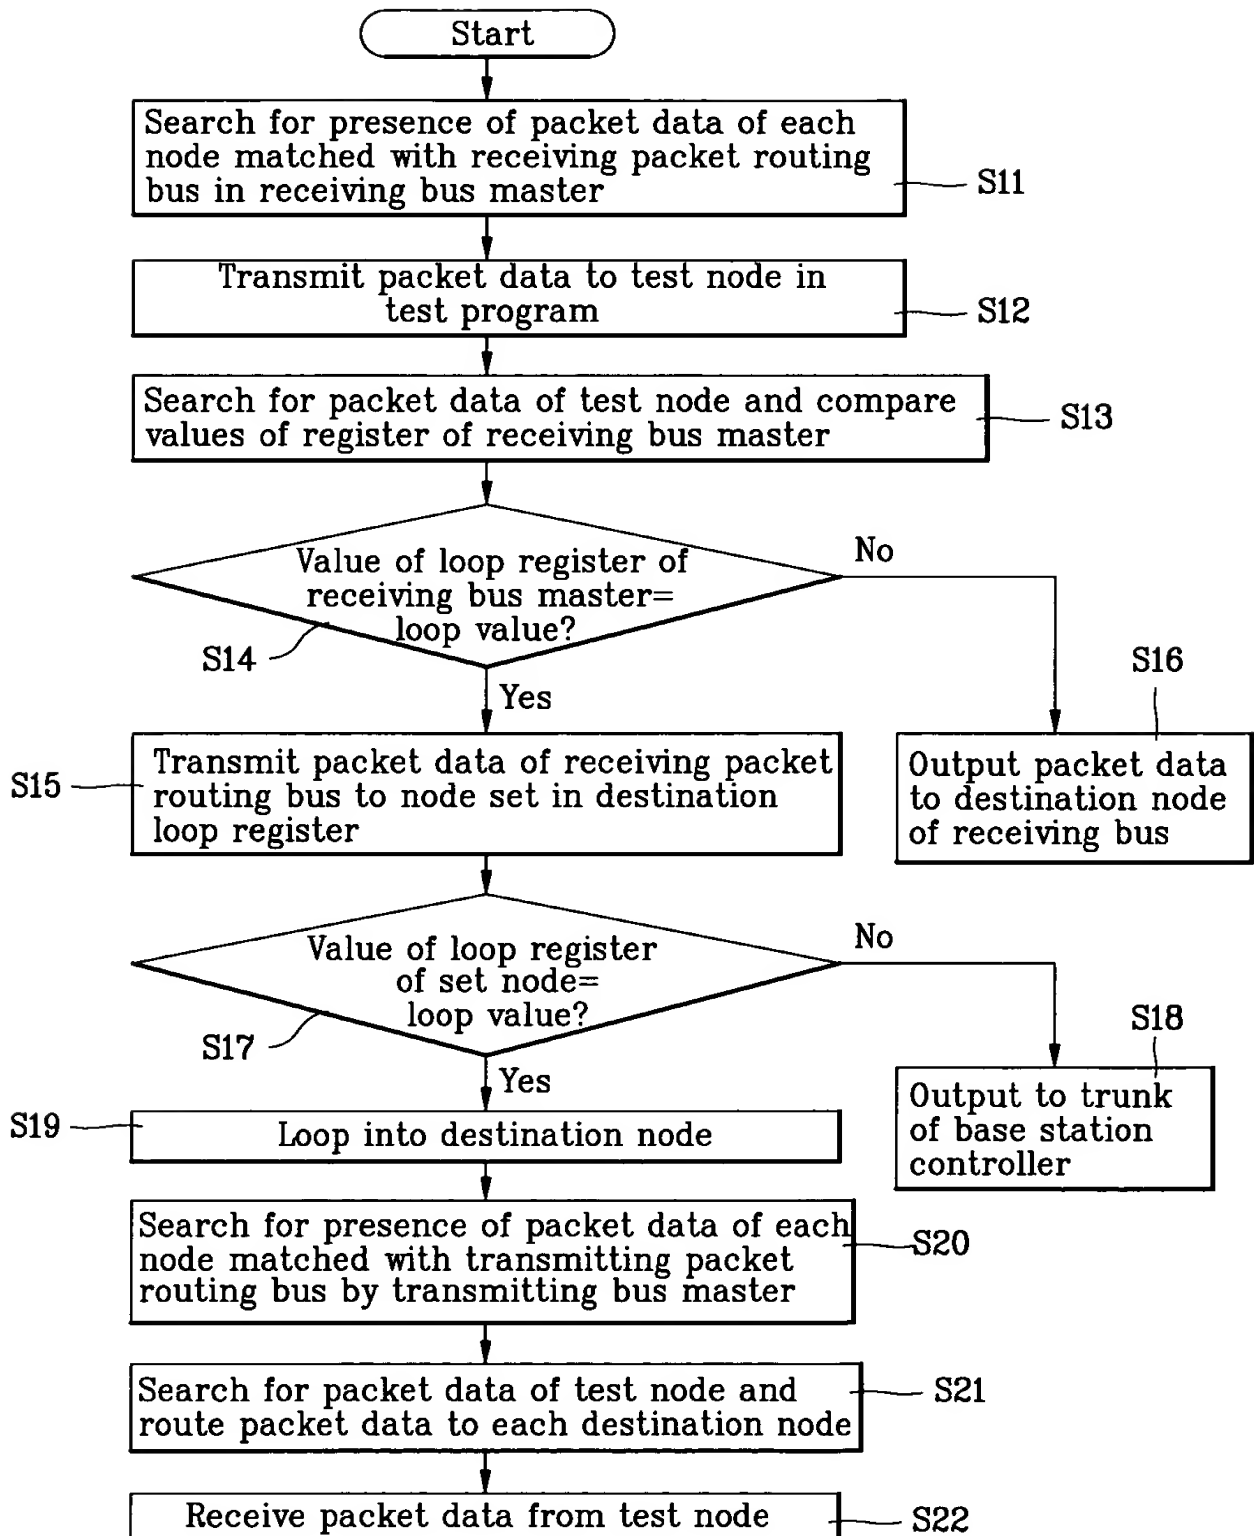 Start
Search for presence of packet data of each
node matched with receiving packet routing
bus in receiving bus master
S11
Transmit packet data to test node in
test program
S12
Search for packet data of test node and compare
values of register of receiving bus master
S13
Value of loop register of
receiving bus master=
loop value?
No
S14
Yes
S16
S15
Transmit packet data of receiving packet
routing bus to node set in destination
loop register
Output packet data
to destination node
of receiving bus
Value of loop register
of set node=
loop value?
No
S17
Yes
S18
Output to trunk
of base station
controller
S19
Loop into destination node
Search for presence of packet data of each
node matched with transmitting packet
routing bus by transmitting bus master
S20
Search for packet data of test node and
route packet data to each destination node
S21
Receive packet data from test node
S22